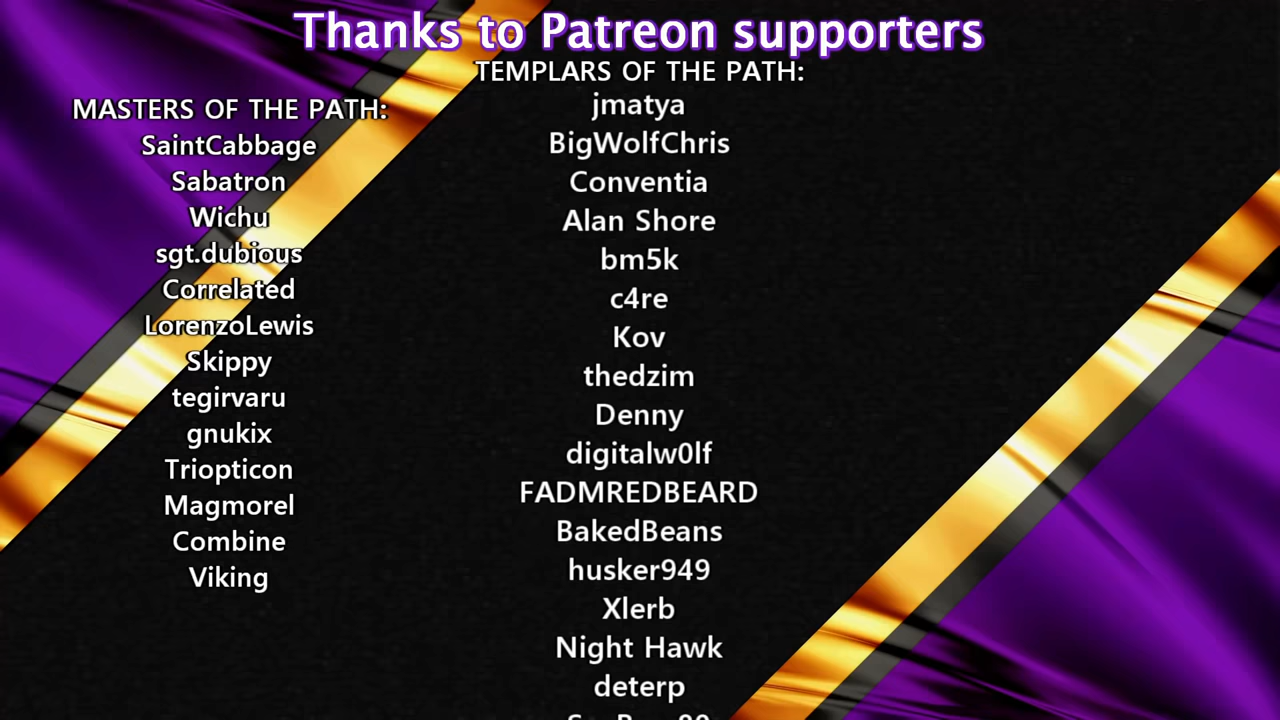 Thanks to Patreon supporters
MASTERS OF THE PATH:
SaintCabbage
Sabatron
Wichu
sgt.dubious
Correlated
LorenzoLewis
Skippy
tegirvaru
gnukix
Triopticon
Magmorel
Combine
Viking
TEMPLARS OF THE PATH:
jmatya
BigWolfChris
Conventia
Alan Shore
bm5k
c4re
Kov
thedzim
Denny
digitalw0lf
FADMREDBEARD
BakedBeans
husker949
Xlerb
Night Hawk
deterp